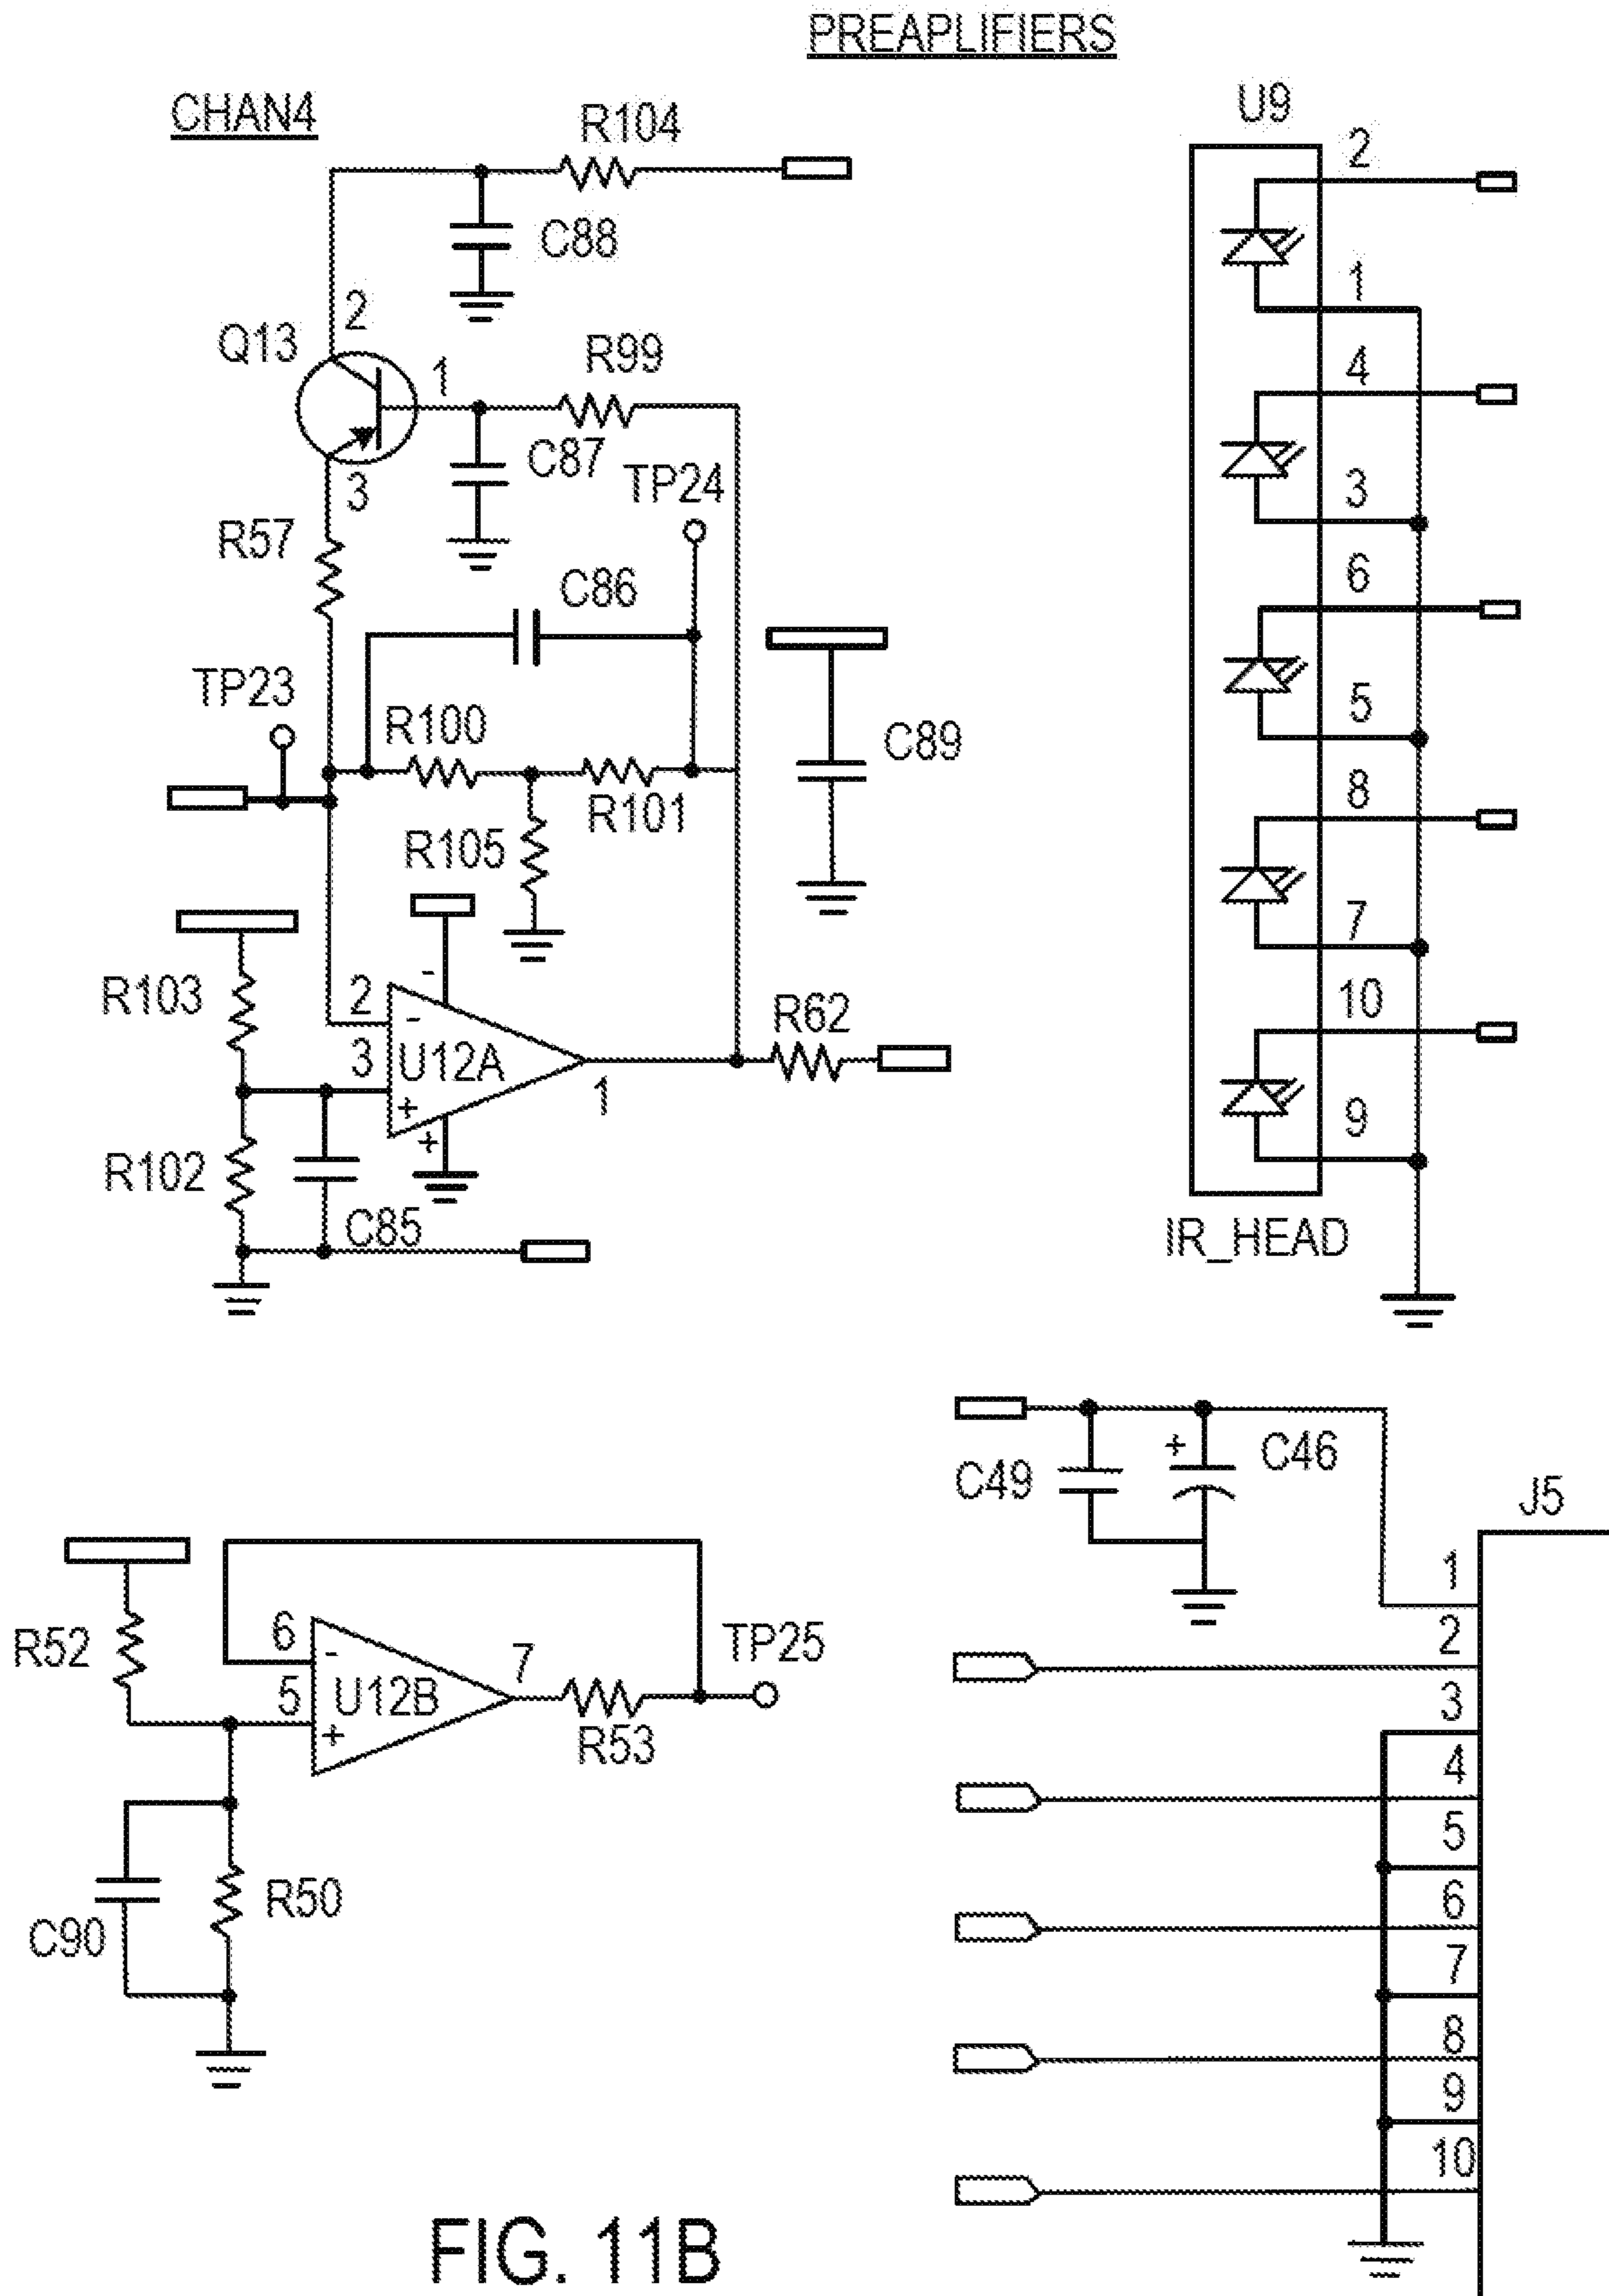 PREAPLIFIERS
CHAN4
R104
C88
2
Q13
1
R99
C87
3
TP24
R57
C86
TP23
R100
C89
R101
R105
-
R103
2
-
R62
3
U12A
1
+
+
R102
C85
U9
2
1
4
3
6
5
8
7
10
9
IR_HEAD
R52
6
-
7
TP25
5
U12B
+
R53
R50
C90
+
C46
C49
J5
1
2
3
4
5
6
7
8
9
10
FIG. 11B